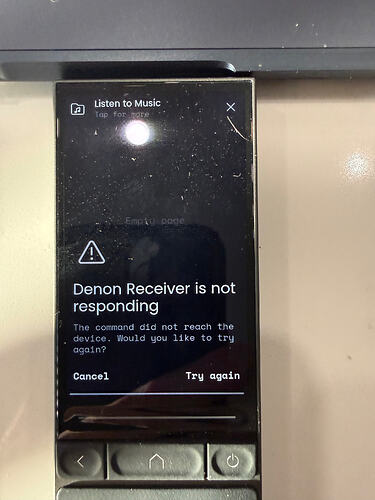 Listen to Music
Tap for more
Empty page
Denon Receiver is not
responding
The command did not reach the
device. Would you like to try
again?
Cancel
Try again